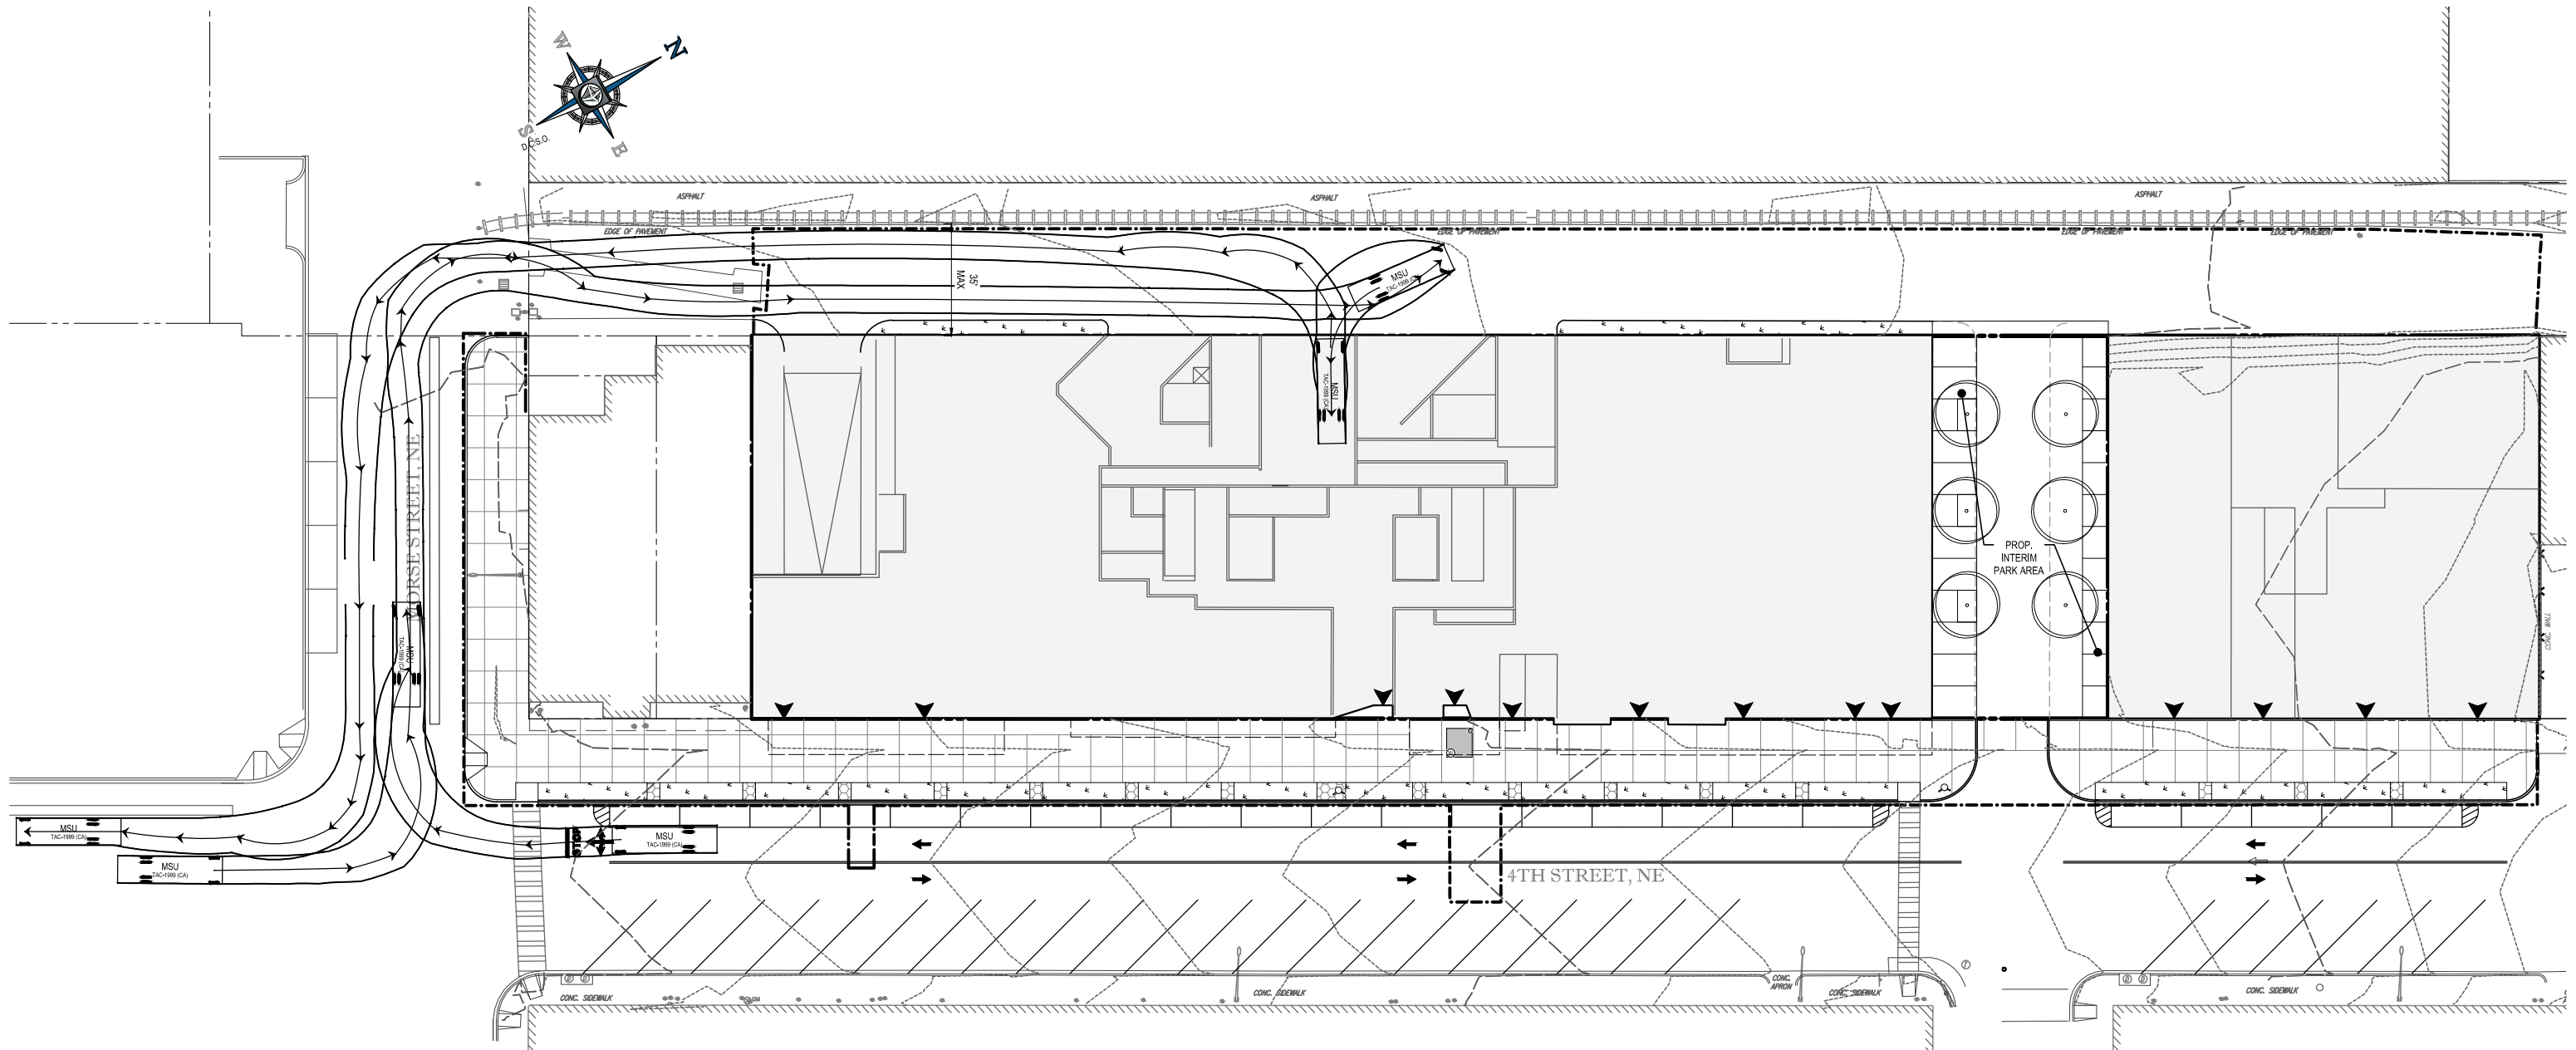 W
N
S
E
D.C.S.O.
ASPHALT
ASPHALT
ASPHALT
EDGE OF PAVEMENT
EDGE OF PAVEMENT
EDGE OF PAVEMENT
EDGE OF PAVEMENT
35'
MAX
MSU
TAC-1999 (CA)
MSU
TAC-1999 (CA)
MORSE STREET, NE
MSU
TAC-1999 (CA)
PROP.
INTERIM
PARK AREA
CONC. WALL
MSU
TAC-1999 (CA)
MSU
TAC-1999 (CA)
STOP
MSU
TAC-1999 (CA)
4TH STREET, NE
CONC. SIDEWALK
CONC. SIDEWALK
CONC.
APRON
CONC. SIDEWALK
CONC. SIDEWALK